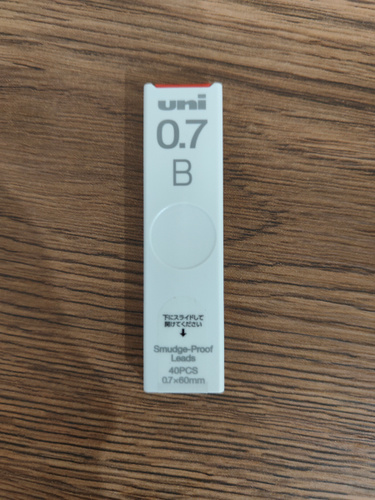 uni
0.7
B
下にスライドして
開けてください
Smudge-Proof
Leads
40PCS
0.7×60mm